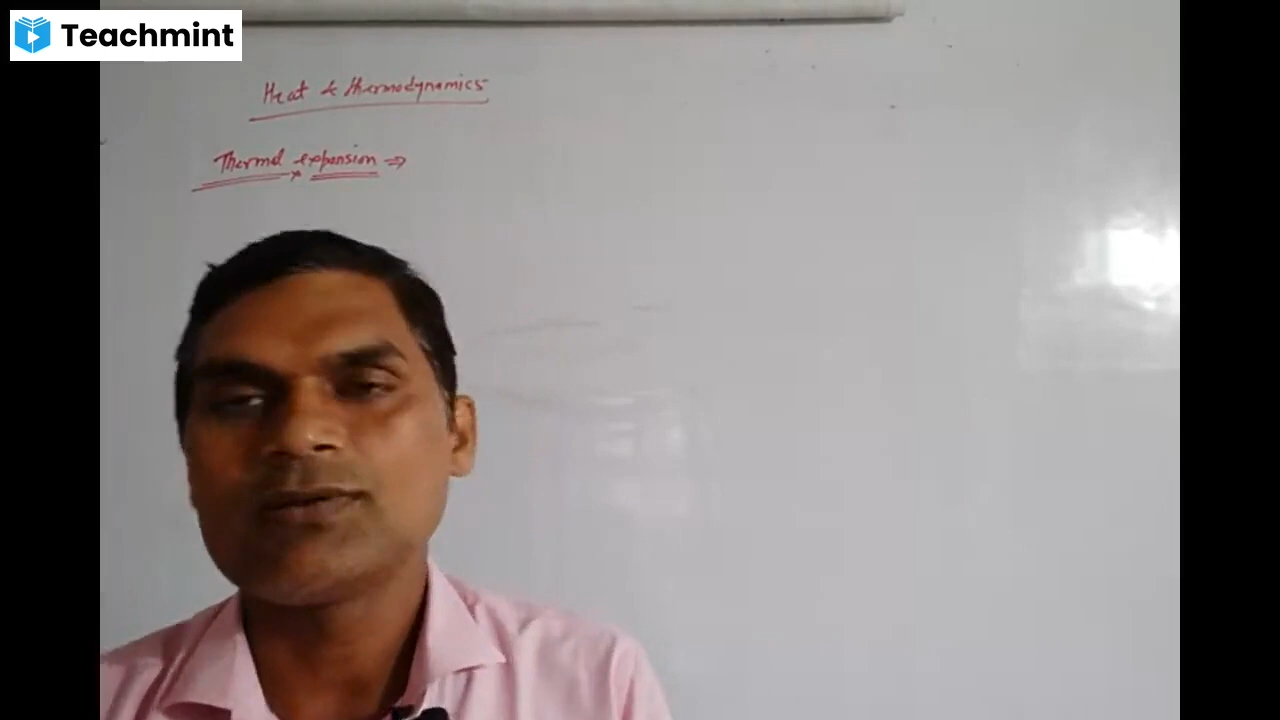 Teachmint
Heat & thermodynamics
Thermal expansion ⇒